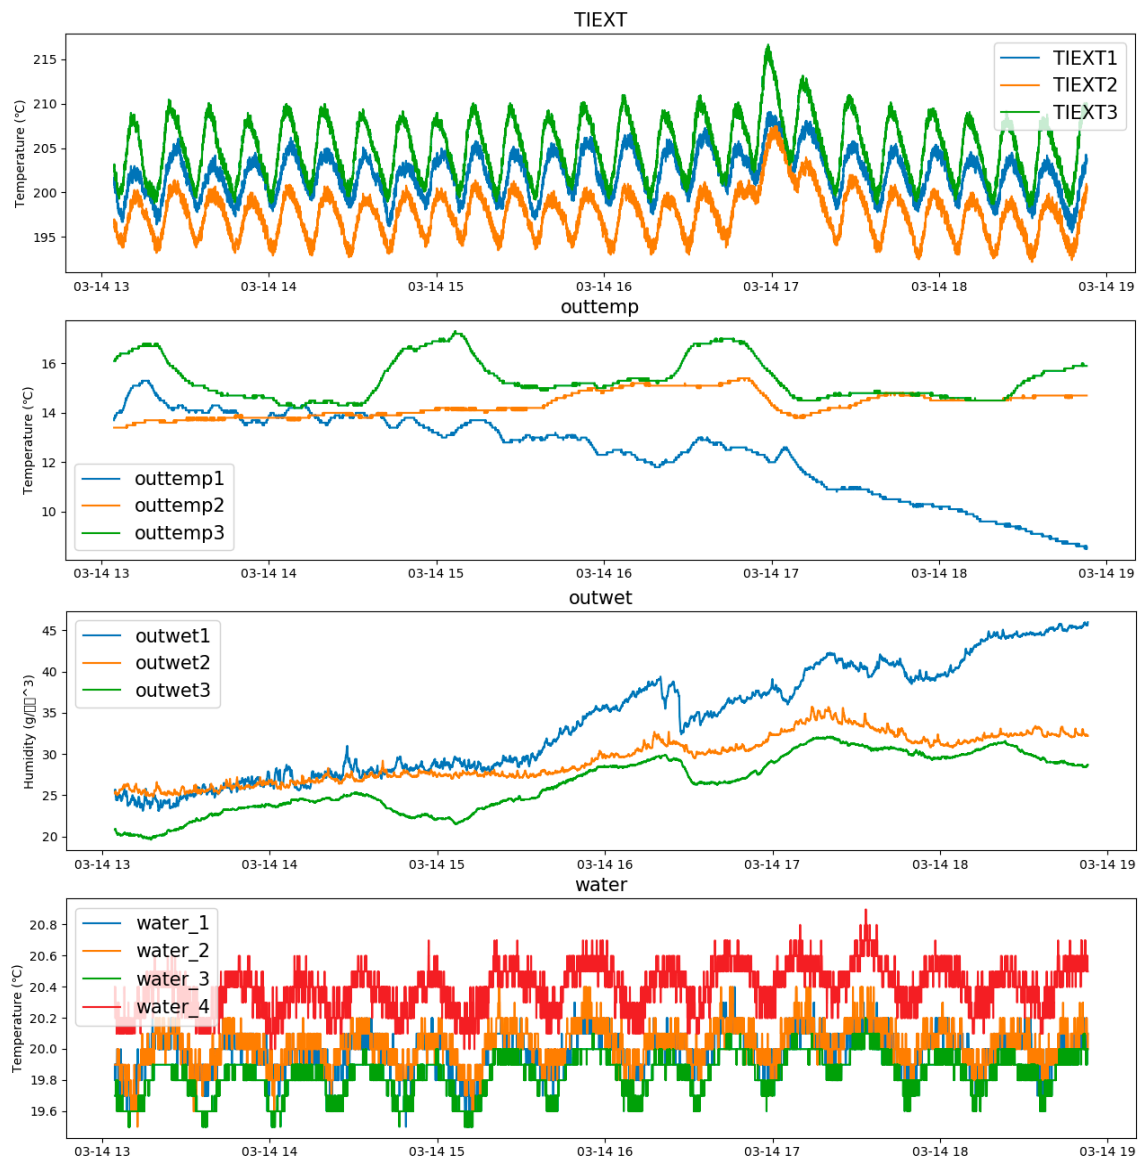 TIEXT
215
210
205
200
195
Temperature (℃)
TIEXT1
TIEXT2
TIEXT3
03-14 13
03-14 14
03-14 15
03-14 16
03-14 17
03-14 18
03-14 19
outtemp
16
14
12
10
Temperature (℃)
outtemp1
outtemp2
outtemp3
03-14 13
03-14 14
03-14 15
03-14 16
03-14 17
03-14 18
03-14 19
outwet
45
40
35
30
25
20
Humidity (g/▯▯^3)
outwet1
outwet2
outwet3
03-14 13
03-14 14
03-14 15
03-14 16
03-14 17
03-14 18
03-14 19
water
20.8
20.6
20.4
20.2
20.0
19.8
19.6
Temperature (℃)
water_1
water_2
water_3
water_4
03-14 13
03-14 14
03-14 15
03-14 16
03-14 17
03-14 18
03-14 19